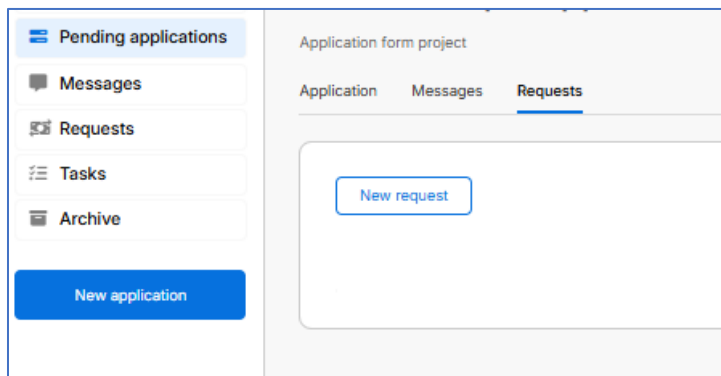 Pending applications
Messages
Requests
Tasks
Archive
New application
Application form project
Application Messages Requests
New request